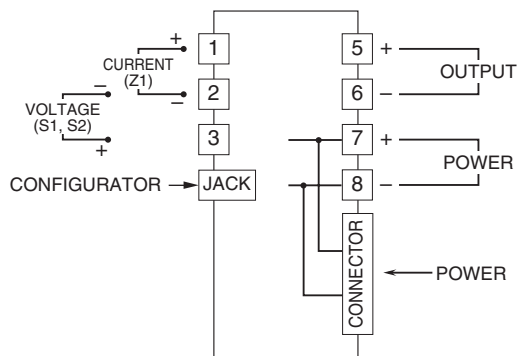 + 1 5 +
CURRENT
(Z1)
OUTPUT
− − 2 6 −
VOLTAGE
(S1, S2)
+ 3 7 +
POWER
CONFIGURATOR JACK 8 −
CONNECTOR
POWER